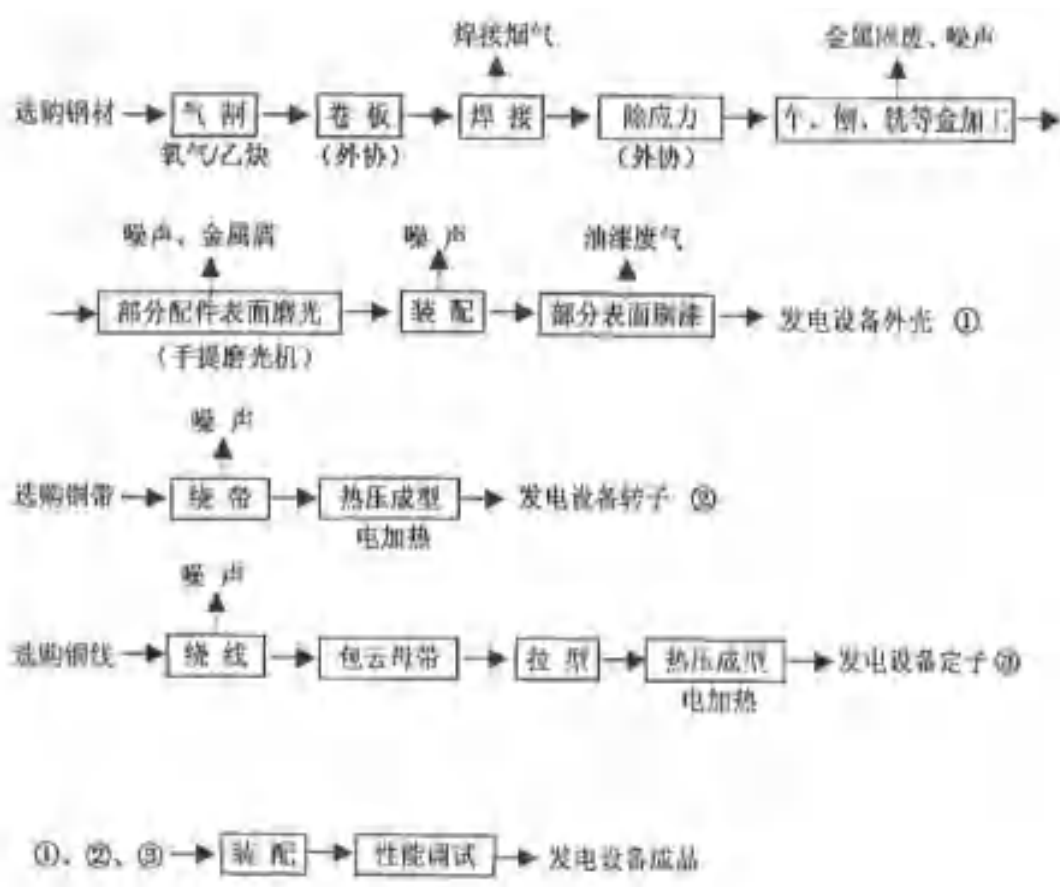 焊接烟气 金属固废、噪声
选购钢材 气割 卷板 焊接 除应力 车、刨、铣等金加工
氧气/乙炔 (外协) (外协)
噪声、金属屑 噪声 油漆废气
部分配件表面磨光 装配 部分表面刷漆 发电设备外壳 ①
(手提磨光机)
噪声
选购铜带 绕带 热压成型 发电设备转子 ②
电加热
噪声
选购铜线 绕线 包云母带 拉型 热压成型 发电设备定子③
电加热
①、②、③ 装配 性能调试 发电设备成品